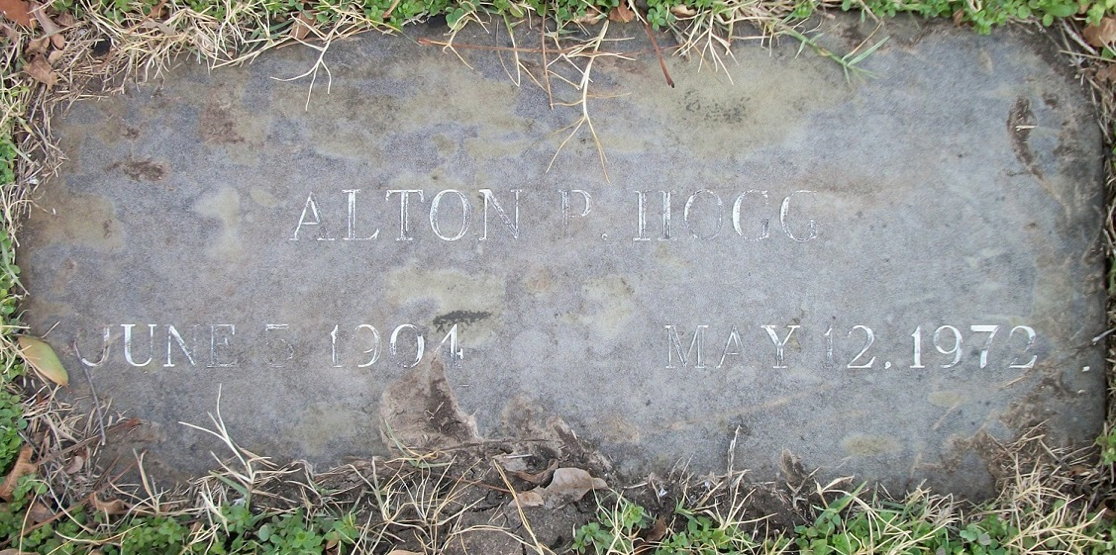 ALTON P. HOGG
JUNE 5 1904 MAY 12, 1972